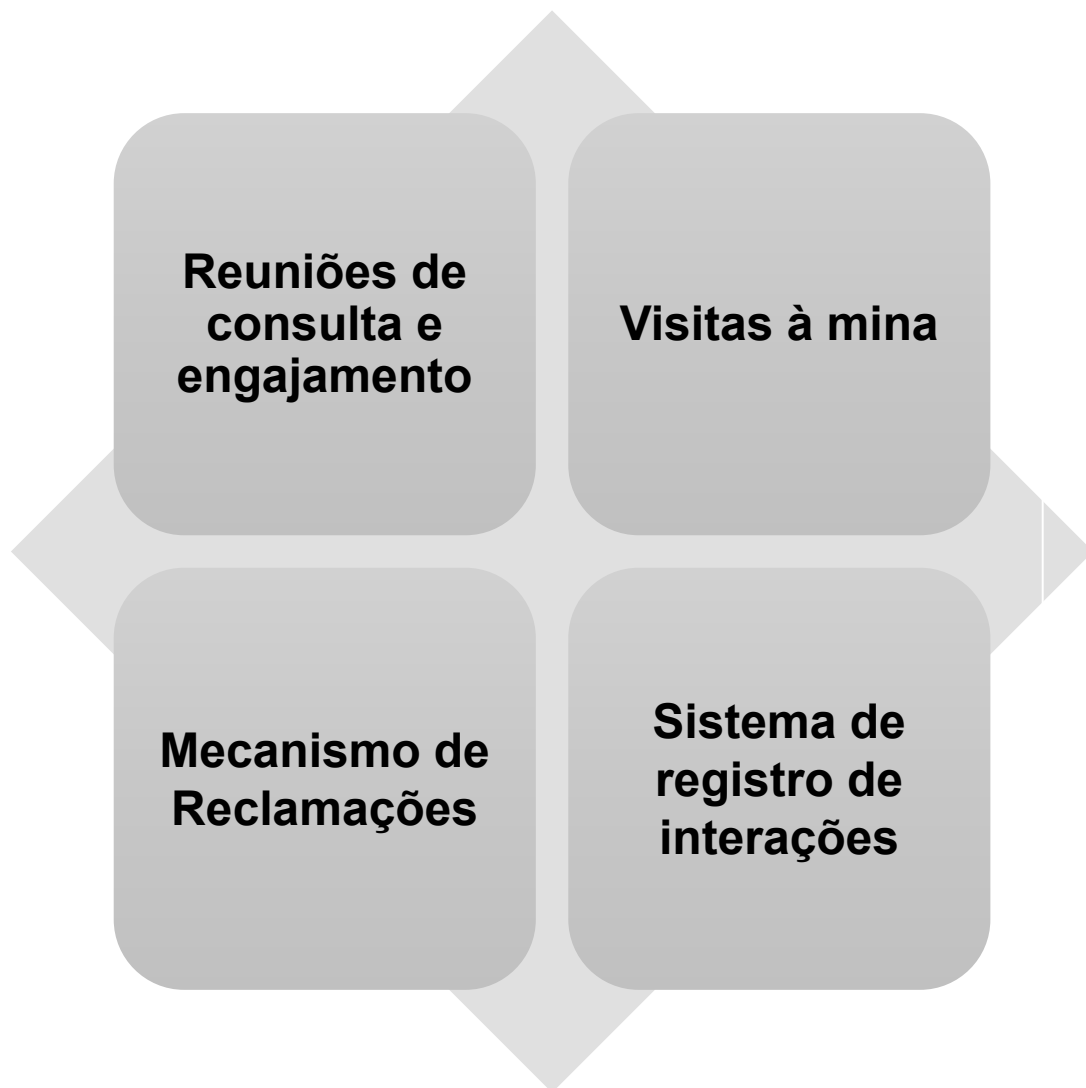 Reuniões de
consulta e
engajamento
Visitas à mina
Mecanismo de
Reclamações
Sistema de
registro de
interações